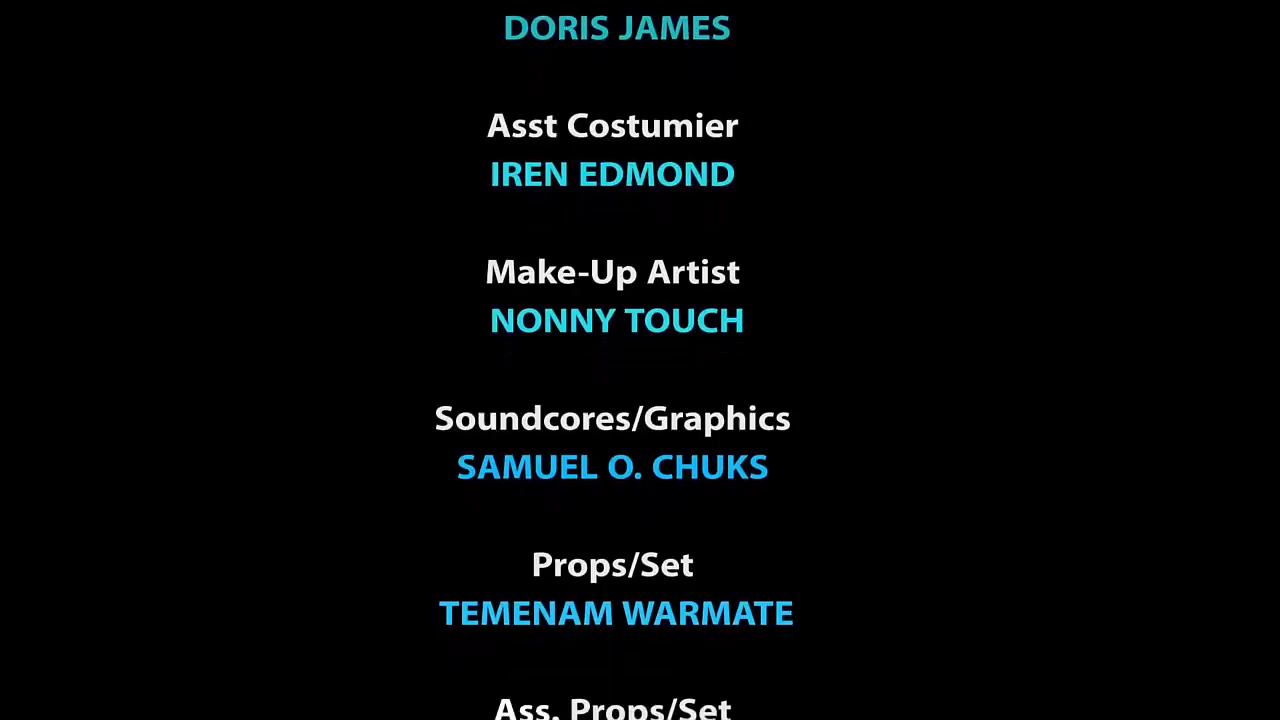 DORIS JAMES
Asst Costumier
IREN EDMOND
Make-Up Artist
NONNY TOUCH
Soundcores/Graphics
SAMUEL O. CHUKS
Props/Set
TEMENAM WARMATE
Ass. Props/Set